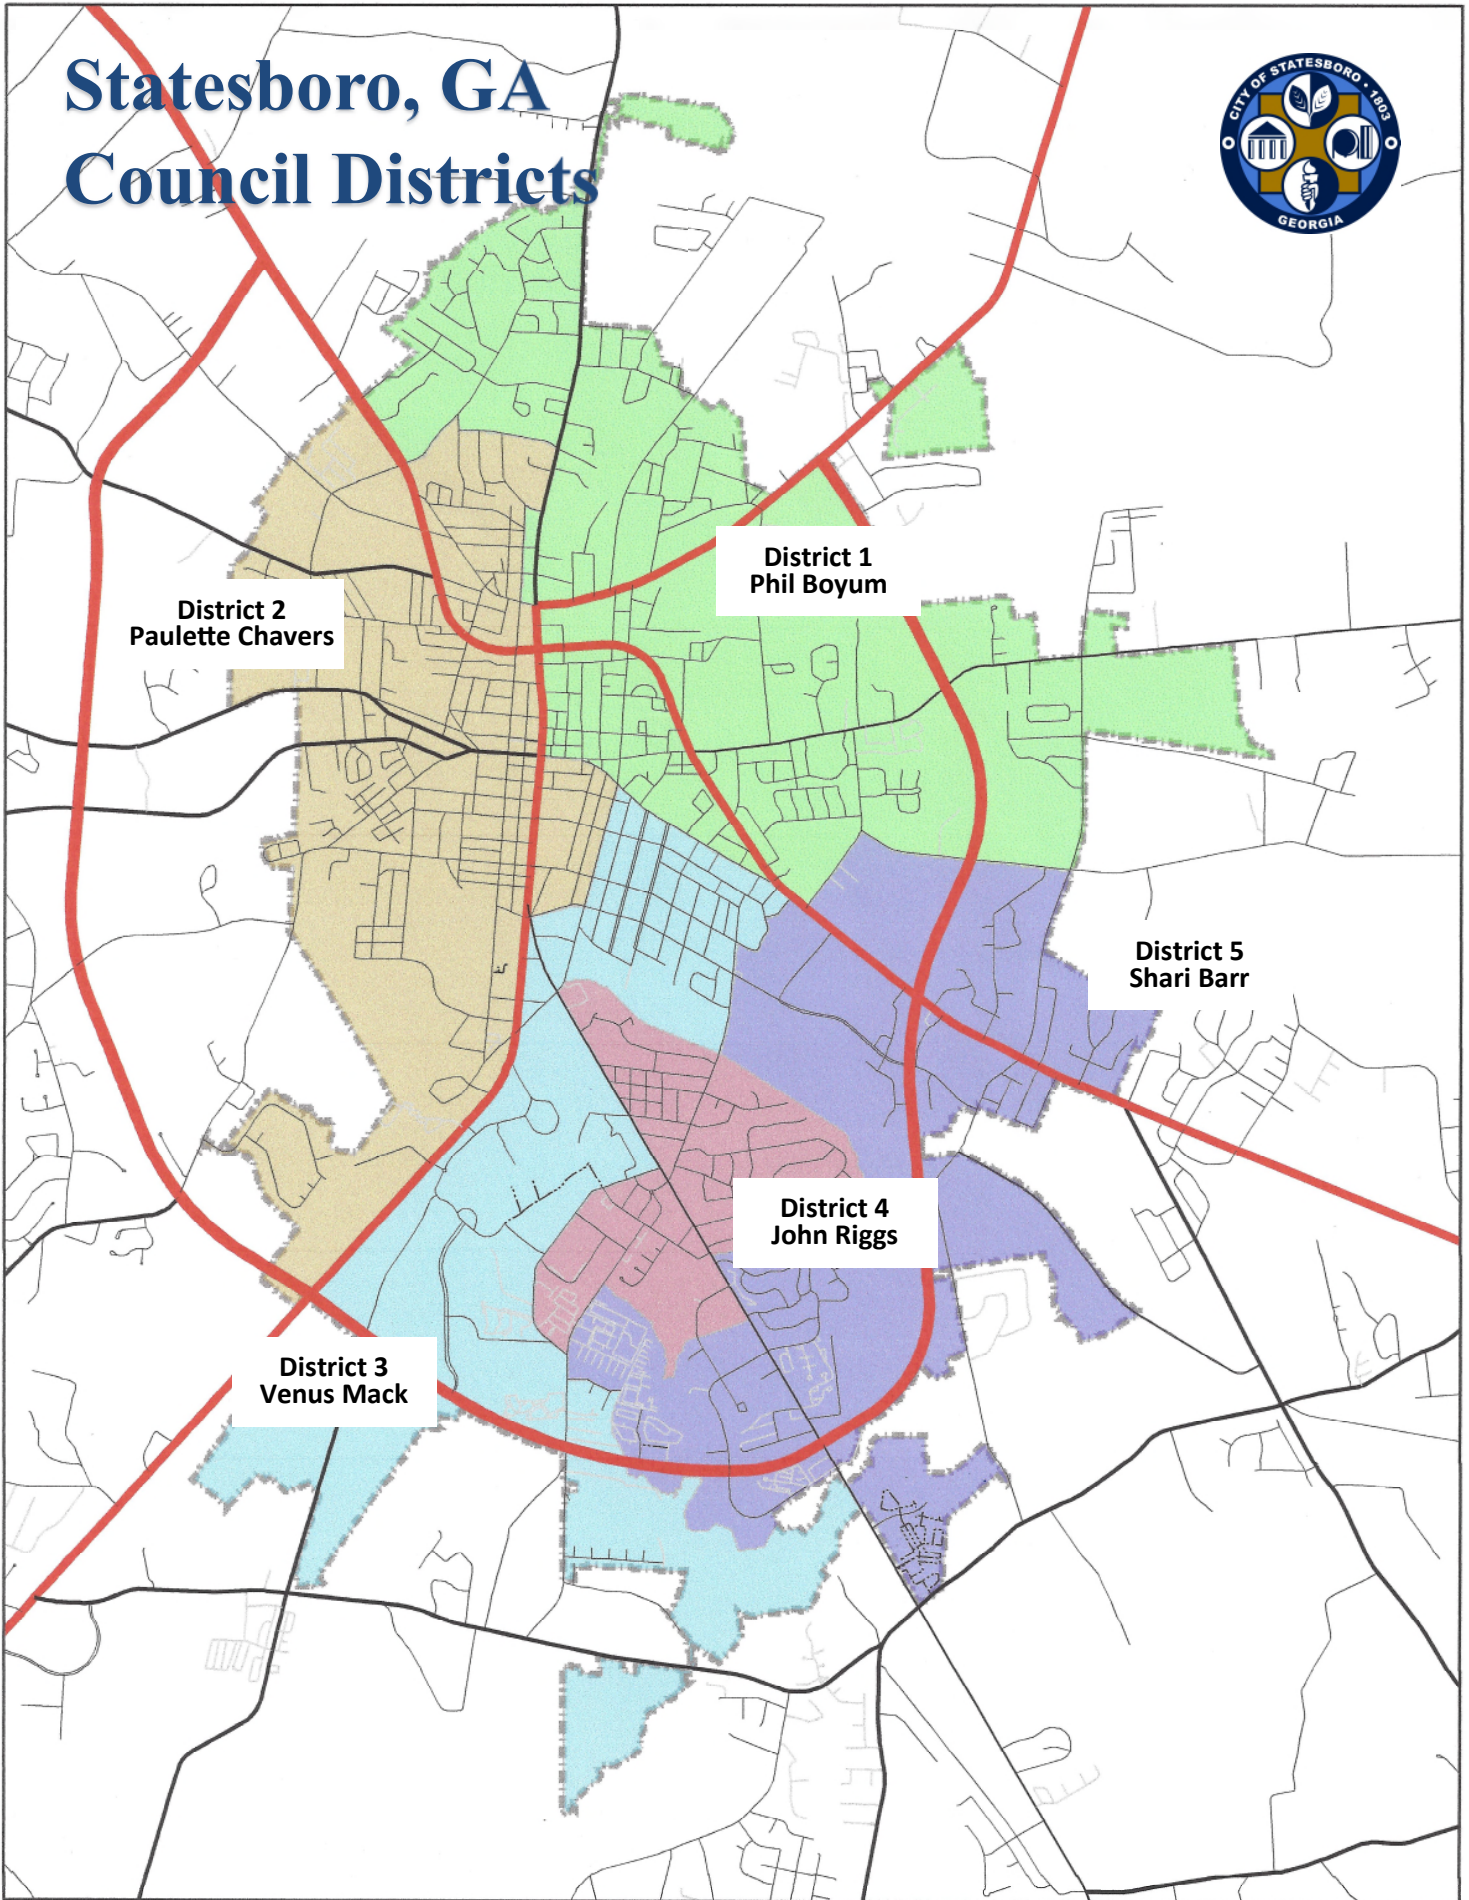 Statesboro, GA
Council Districts
CITY OF STATESBORO • 1803
GEORGIA
District 1
Phil Boyum
District 2
Paulette Chavers
District 5
Shari Barr
District 4
John Riggs
District 3
Venus Mack